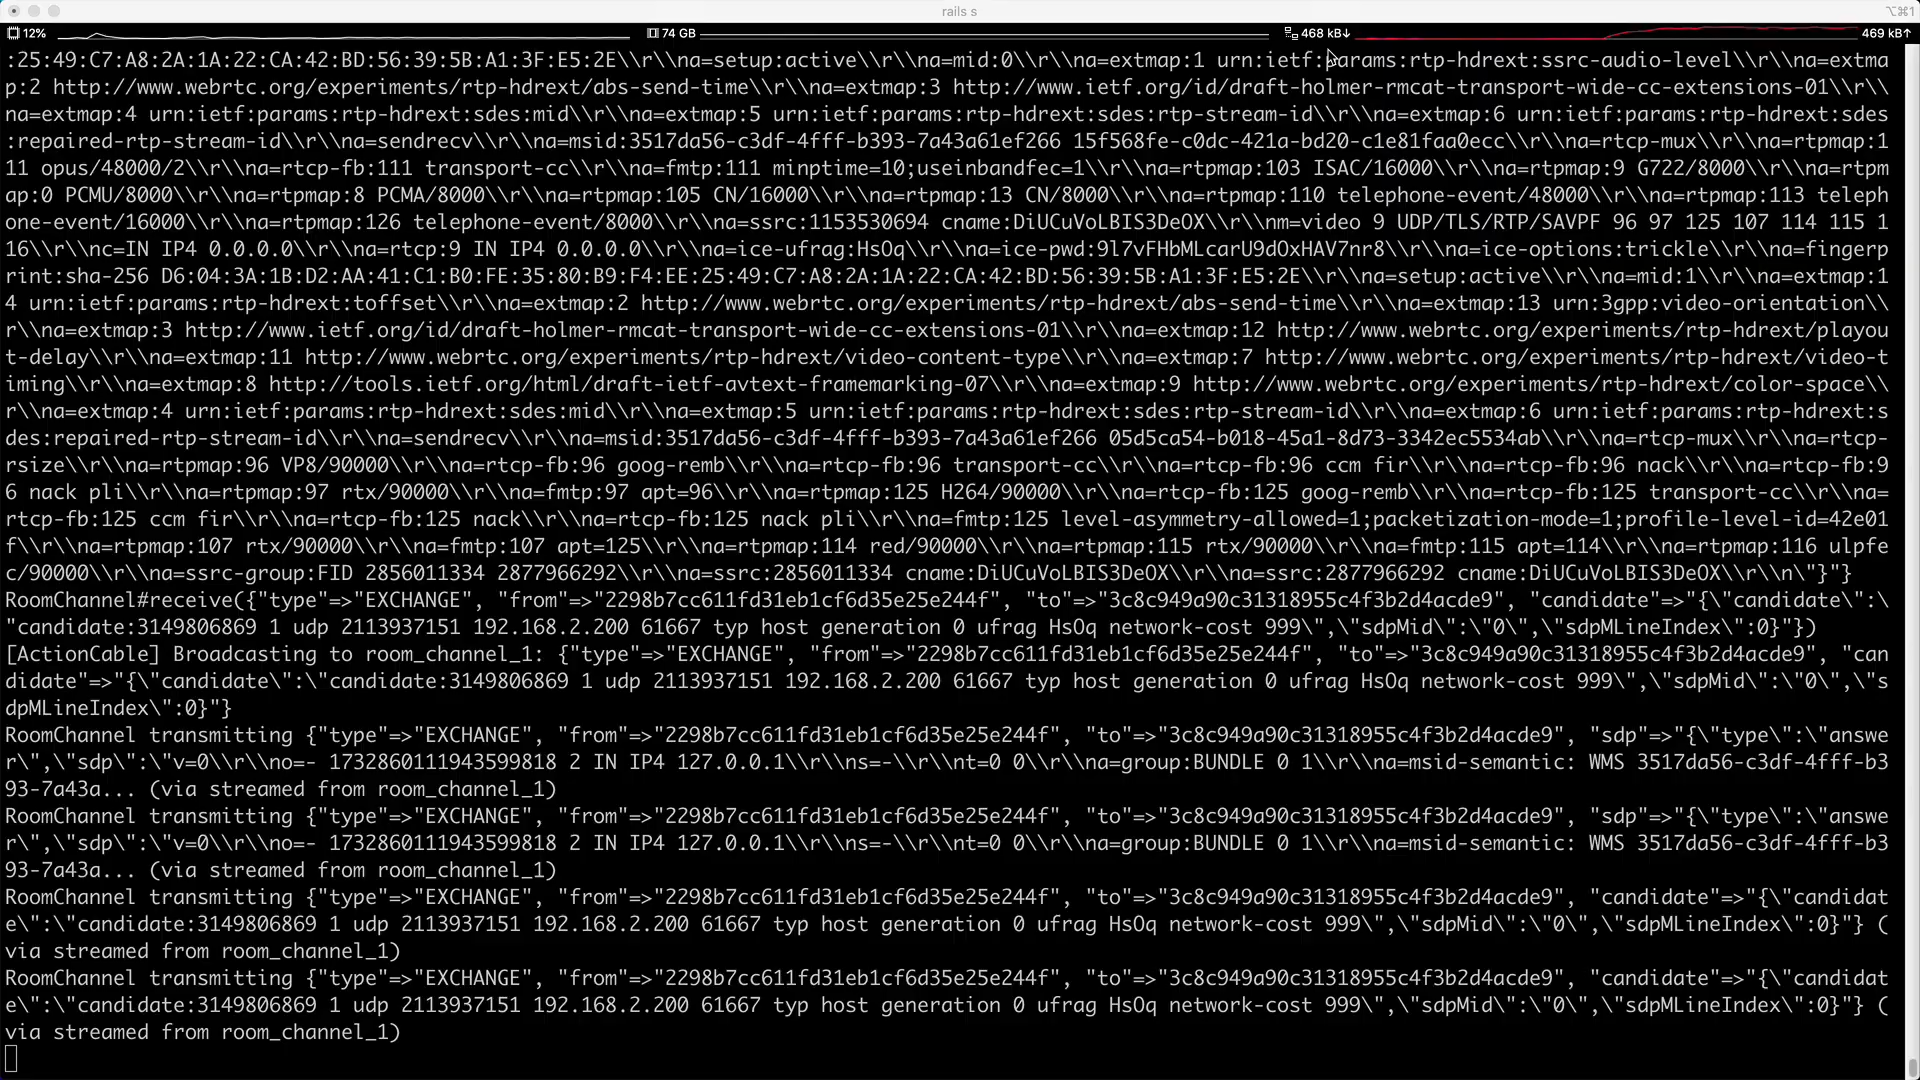 rails s
⌥⌘1
12%
74 GB
468 kB↓
469 kB↑
:25:49:C7:A8:2A:1A:22:CA:42:BD:56:39:5B:A1:3F:E5:2E\\r\\na=setup:active\\r\\na=mid:0\\r\\na=extmap:1 urn:ietf:params:rtp-hdrext:ssrc-audio-level\\r\\na=extma
p:2 http://www.webrtc.org/experiments/rtp-hdrext/abs-send-time\\r\\na=extmap:3 http://www.ietf.org/id/draft-holmer-rmcat-transport-wide-cc-extensions-01\\r\\
na=extmap:4 urn:ietf:params:rtp-hdrext:sdes:mid\\r\\na=extmap:5 urn:ietf:params:rtp-hdrext:sdes:rtp-stream-id\\r\\na=extmap:6 urn:ietf:params:rtp-hdrext:sdes
:repaired-rtp-stream-id\\r\\na=sendrecv\\r\\na=msid:3517da56-c3df-4fff-b393-7a43a61ef266 15f568fe-c0dc-421a-bd20-c1e81faa0ecc\\r\\na=rtcp-mux\\r\\na=rtpmap:1
11 opus/48000/2\\r\\na=rtcp-fb:111 transport-cc\\r\\na=fmtp:111 minptime=10;useinbandfec=1\\r\\na=rtpmap:103 ISAC/16000\\r\\na=rtpmap:9 G722/8000\\r\\na=rtpm
ap:0 PCMU/8000\\r\\na=rtpmap:8 PCMA/8000\\r\\na=rtpmap:105 CN/16000\\r\\na=rtpmap:13 CN/8000\\r\\na=rtpmap:110 telephone-event/48000\\r\\na=rtpmap:113 teleph
one-event/16000\\r\\na=rtpmap:126 telephone-event/8000\\r\\na=ssrc:1153530694 cname:DiUCuVoLBIS3DeOX\\r\\nm=video 9 UDP/TLS/RTP/SAVPF 96 97 125 107 114 115 1
16\\r\\nc=IN IP4 0.0.0.0\\r\\na=rtcp:9 IN IP4 0.0.0.0\\r\\na=ice-ufrag:HsOq\\r\\na=ice-pwd:9l7vFHbMLcarU9dOxHAV7nr8\\r\\na=ice-options:trickle\\r\\na=fingerp
rint:sha-256 D6:04:3A:1B:D2:AA:41:C1:B0:FE:35:80:B9:F4:EE:25:49:C7:A8:2A:1A:22:CA:42:BD:56:39:5B:A1:3F:E5:2E\\r\\na=setup:active\\r\\na=mid:1\\r\\na=extmap:1
4 urn:ietf:params:rtp-hdrext:toffset\\r\\na=extmap:2 http://www.webrtc.org/experiments/rtp-hdrext/abs-send-time\\r\\na=extmap:13 urn:3gpp:video-orientation\\
r\\na=extmap:3 http://www.ietf.org/id/draft-holmer-rmcat-transport-wide-cc-extensions-01\\r\\na=extmap:12 http://www.webrtc.org/experiments/rtp-hdrext/playou
t-delay\\r\\na=extmap:11 http://www.webrtc.org/experiments/rtp-hdrext/video-content-type\\r\\na=extmap:7 http://www.webrtc.org/experiments/rtp-hdrext/video-t
iming\\r\\na=extmap:8 http://tools.ietf.org/html/draft-ietf-avtext-framemarking-07\\r\\na=extmap:9 http://www.webrtc.org/experiments/rtp-hdrext/color-space\\
r\\na=extmap:4 urn:ietf:params:rtp-hdrext:sdes:mid\\r\\na=extmap:5 urn:ietf:params:rtp-hdrext:sdes:rtp-stream-id\\r\\na=extmap:6 urn:ietf:params:rtp-hdrext:s
des:repaired-rtp-stream-id\\r\\na=sendrecv\\r\\na=msid:3517da56-c3df-4fff-b393-7a43a61ef266 05d5ca54-b018-45a1-8d73-3342ec5534ab\\r\\na=rtcp-mux\\r\\na=rtcp-
rsize\\r\\na=rtpmap:96 VP8/90000\\r\\na=rtcp-fb:96 goog-remb\\r\\na=rtcp-fb:96 transport-cc\\r\\na=rtcp-fb:96 ccm fir\\r\\na=rtcp-fb:96 nack\\r\\na=rtcp-fb:9
6 nack pli\\r\\na=rtpmap:97 rtx/90000\\r\\na=fmtp:97 apt=96\\r\\na=rtpmap:125 H264/90000\\r\\na=rtcp-fb:125 goog-remb\\r\\na=rtcp-fb:125 transport-cc\\r\\na=
rtcp-fb:125 ccm fir\\r\\na=rtcp-fb:125 nack\\r\\na=rtcp-fb:125 nack pli\\r\\na=fmtp:125 level-asymmetry-allowed=1;packetization-mode=1;profile-level-id=42e01
f\\r\\na=rtpmap:107 rtx/90000\\r\\na=fmtp:107 apt=125\\r\\na=rtpmap:114 red/90000\\r\\na=rtpmap:115 rtx/90000\\r\\na=fmtp:115 apt=114\\r\\na=rtpmap:116 ulpfe
c/90000\\r\\na=ssrc-group:FID 2856011334 2877966292\\r\\na=ssrc:2856011334 cname:DiUCuVoLBIS3DeOX\\r\\na=ssrc:2877966292 cname:DiUCuVoLBIS3DeOX\\r\\n\"}"}
RoomChannel#receive({"type"=>"EXCHANGE", "from"=>"2298b7cc611fd31eb1cf6d35e25e244f", "to"=>"3c8c949a90c31318955c4f3b2d4acde9", "candidate"=>"{\"candidate\":\
"candidate:3149806869 1 udp 2113937151 192.168.2.200 61667 typ host generation 0 ufrag HsOq network-cost 999\",\"sdpMid\":\"0\",\"sdpMLineIndex\":0}"})
[ActionCable] Broadcasting to room_channel_1: {"type"=>"EXCHANGE", "from"=>"2298b7cc611fd31eb1cf6d35e25e244f", "to"=>"3c8c949a90c31318955c4f3b2d4acde9", "can
didate"=>"{\"candidate\":\"candidate:3149806869 1 udp 2113937151 192.168.2.200 61667 typ host generation 0 ufrag HsOq network-cost 999\",\"sdpMid\":\"0\",\"s
dpMLineIndex\":0}"}
RoomChannel transmitting {"type"=>"EXCHANGE", "from"=>"2298b7cc611fd31eb1cf6d35e25e244f", "to"=>"3c8c949a90c31318955c4f3b2d4acde9", "sdp"=>"{\"type\":\"answe
r\",\"sdp\":\"v=0\\r\\no=- 1732860111943599818 2 IN IP4 127.0.0.1\\r\\ns=-\\r\\nt=0 0\\r\\na=group:BUNDLE 0 1\\r\\na=msid-semantic: WMS 3517da56-c3df-4fff-b3
93-7a43a... (via streamed from room_channel_1)
RoomChannel transmitting {"type"=>"EXCHANGE", "from"=>"2298b7cc611fd31eb1cf6d35e25e244f", "to"=>"3c8c949a90c31318955c4f3b2d4acde9", "sdp"=>"{\"type\":\"answe
r\",\"sdp\":\"v=0\\r\\no=- 1732860111943599818 2 IN IP4 127.0.0.1\\r\\ns=-\\r\\nt=0 0\\r\\na=group:BUNDLE 0 1\\r\\na=msid-semantic: WMS 3517da56-c3df-4fff-b3
93-7a43a... (via streamed from room_channel_1)
RoomChannel transmitting {"type"=>"EXCHANGE", "from"=>"2298b7cc611fd31eb1cf6d35e25e244f", "to"=>"3c8c949a90c31318955c4f3b2d4acde9", "candidate"=>"{\"candidat
e\":\"candidate:3149806869 1 udp 2113937151 192.168.2.200 61667 typ host generation 0 ufrag HsOq network-cost 999\",\"sdpMid\":\"0\",\"sdpMLineIndex\":0}"} (
via streamed from room_channel_1)
RoomChannel transmitting {"type"=>"EXCHANGE", "from"=>"2298b7cc611fd31eb1cf6d35e25e244f", "to"=>"3c8c949a90c31318955c4f3b2d4acde9", "candidate"=>"{\"candidat
e\":\"candidate:3149806869 1 udp 2113937151 192.168.2.200 61667 typ host generation 0 ufrag HsOq network-cost 999\",\"sdpMid\":\"0\",\"sdpMLineIndex\":0}"} (
via streamed from room_channel_1)